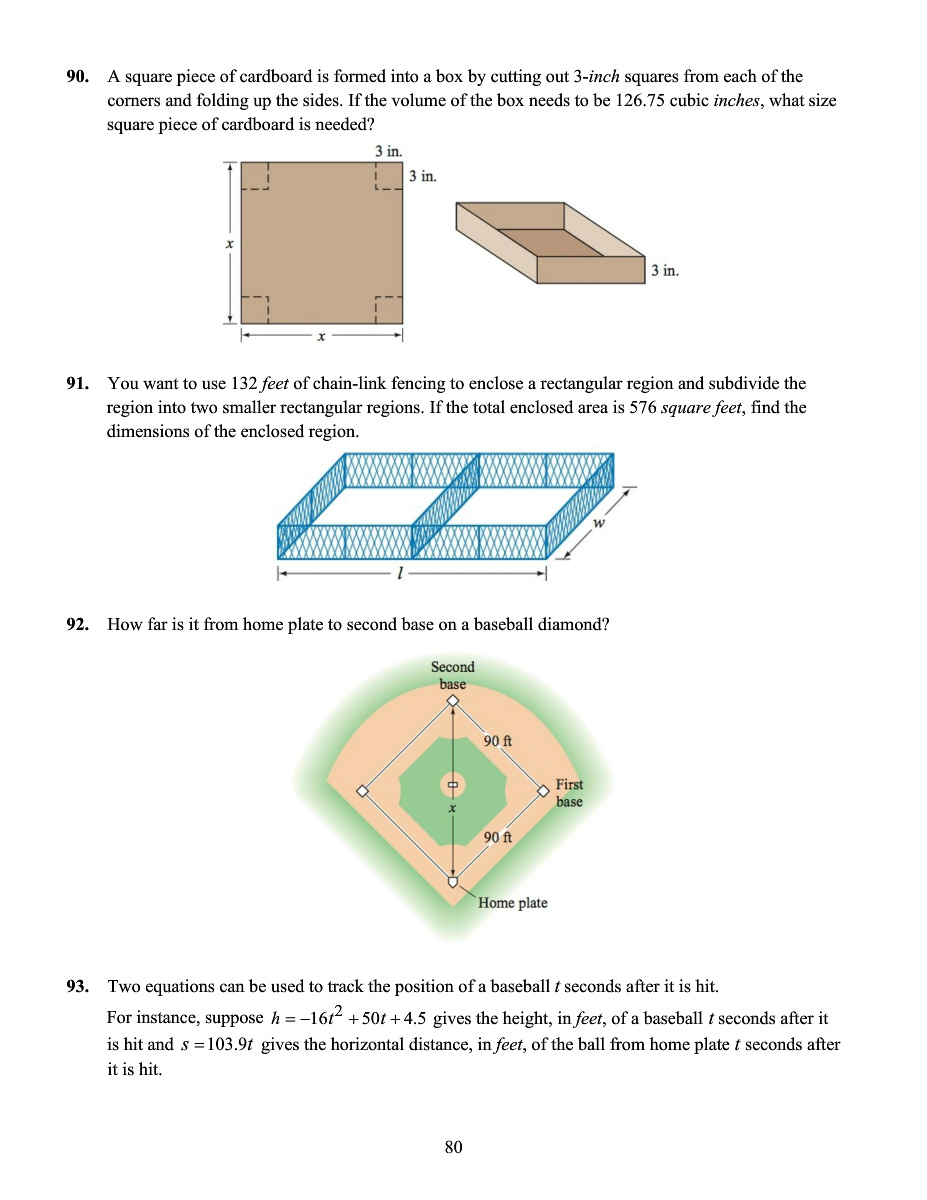 90. A square piece of cardboard is formed into a box by cutting out 3-inch squares from each of the
corners and folding up the sides. If the volume of the box needs to be 126.75 cubic inches, what size
square piece of cardboard is needed?
3 in.
3 in.
x
3 in.
x
91. You want to use 132 feet of chain-link fencing to enclose a rectangular region and subdivide the
region into two smaller rectangular regions. If the total enclosed area is 576 square feet, find the
dimensions of the enclosed region.
w
l
92. How far is it from home plate to second base on a baseball diamond?
Second
base
90 ft
First
base
x
90 ft
Home plate
93. Two equations can be used to track the position of a baseball t seconds after it is hit.
For instance, suppose h = −16t² + 50t + 4.5 gives the height, in feet, of a baseball t seconds after it
is hit and s = 103.9t gives the horizontal distance, in feet, of the ball from home plate t seconds after
it is hit.
80